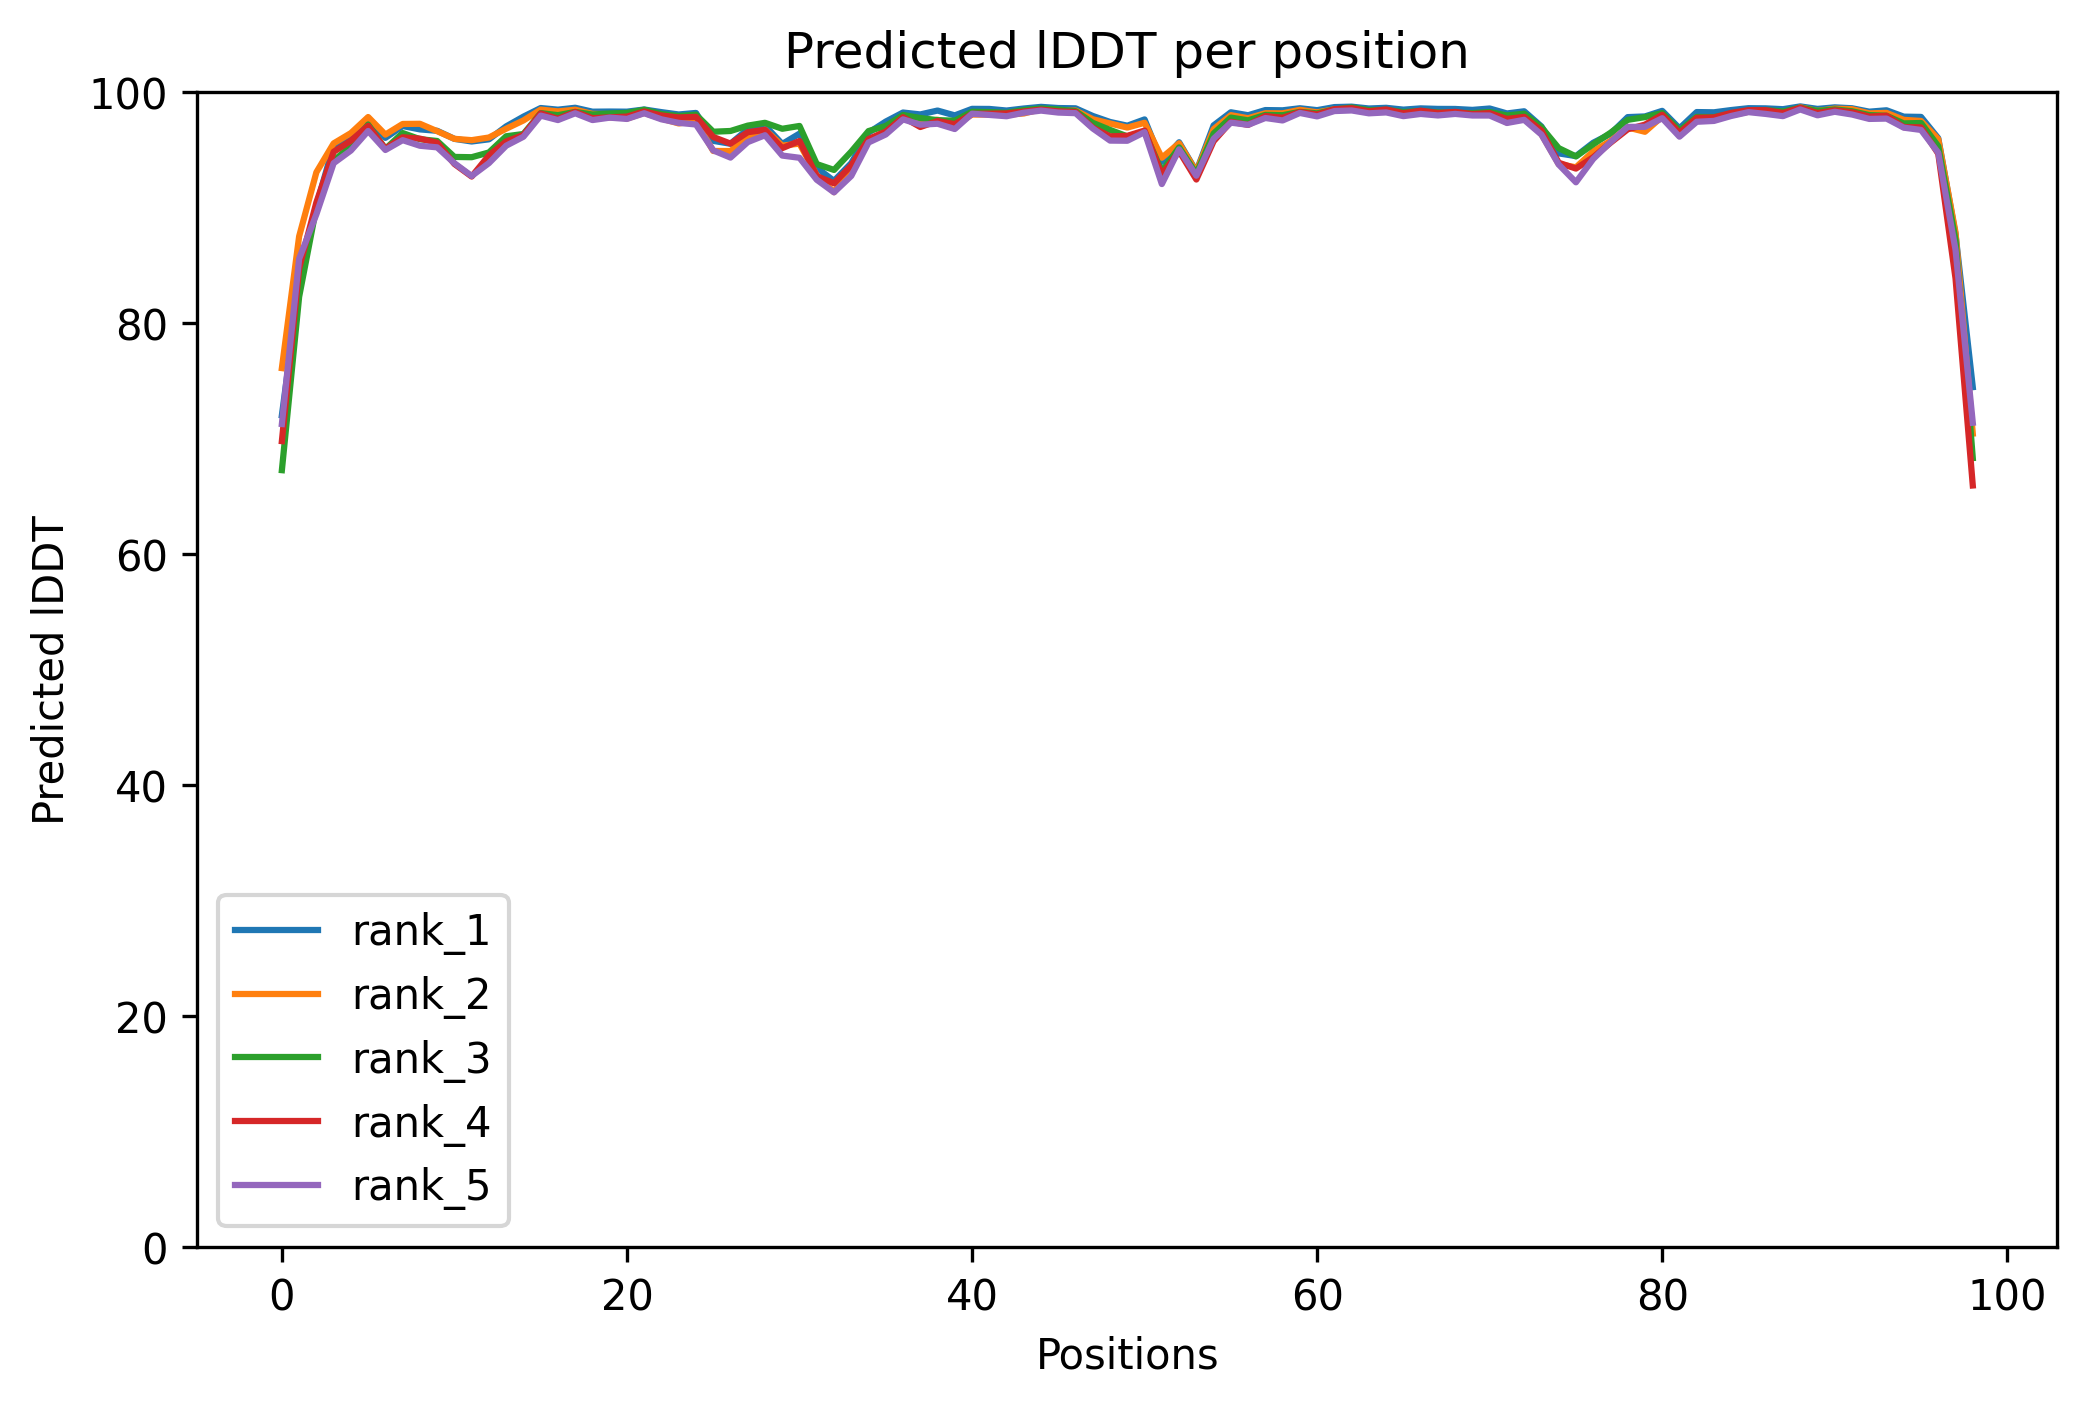 Predicted lDDT per position
Predicted lDDT
100
80
60
40
20
0
rank_1
rank_2
rank_3
rank_4
rank_5
0 20 40 60 80 100
Positions